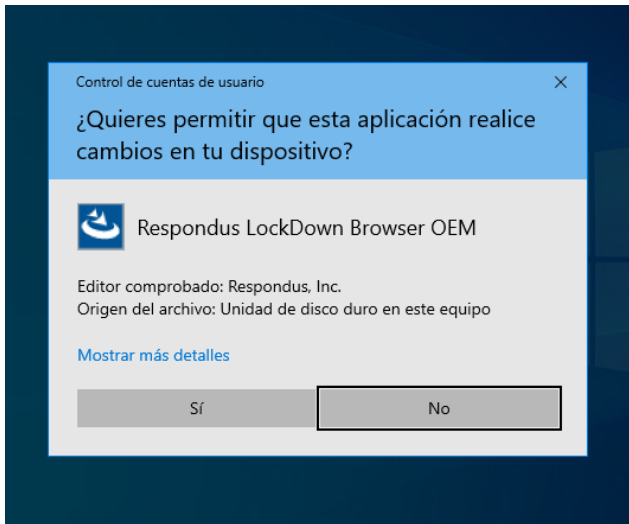 Control de cuentas de usuario
¿Quieres permitir que esta aplicación realice
cambios en tu dispositivo?
Respondus LockDown Browser OEM
Editor comprobado: Respondus, Inc.
Origen del archivo: Unidad de disco duro en este equipo
Mostrar más detalles
Sí
No